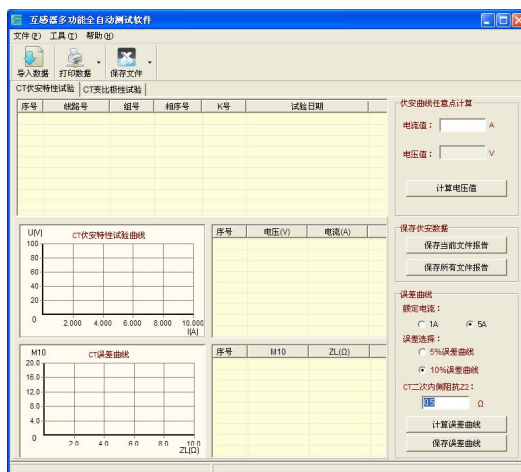 互感器多功能全自动测试软件
文件(F) 工具(T) 帮助(H)
导入数据 打印数据 保存文件
CT伏安特性试验 CT变比极性试验
序号 线路号 组号 相序号 K号 试验日期
伏安曲线任意点计算
电流值： A
电压值： V
计算电压值
U(V) CT伏安特性试验曲线
100
80
60
40
20
0
2.000 4.000 6.000 8.000 10.000
I(A)
序号 电压(V) 电流(A)
保存伏安数据
保存当前文件报告
保存所有文件报告
M10 CT误差曲线
20.0
16.0
12.0
8.0
4.0
0
2.0 4.0 6.0 8.0 10.0
ZL(Ω)
序号 M10 ZL(Ω)
误差曲线
额定电流：
1A 5A
误差选择：
5%误差曲线
10%误差曲线
CT二次内侧阻抗Z2：
0.5 Ω
计算误差曲线
保存误差曲线